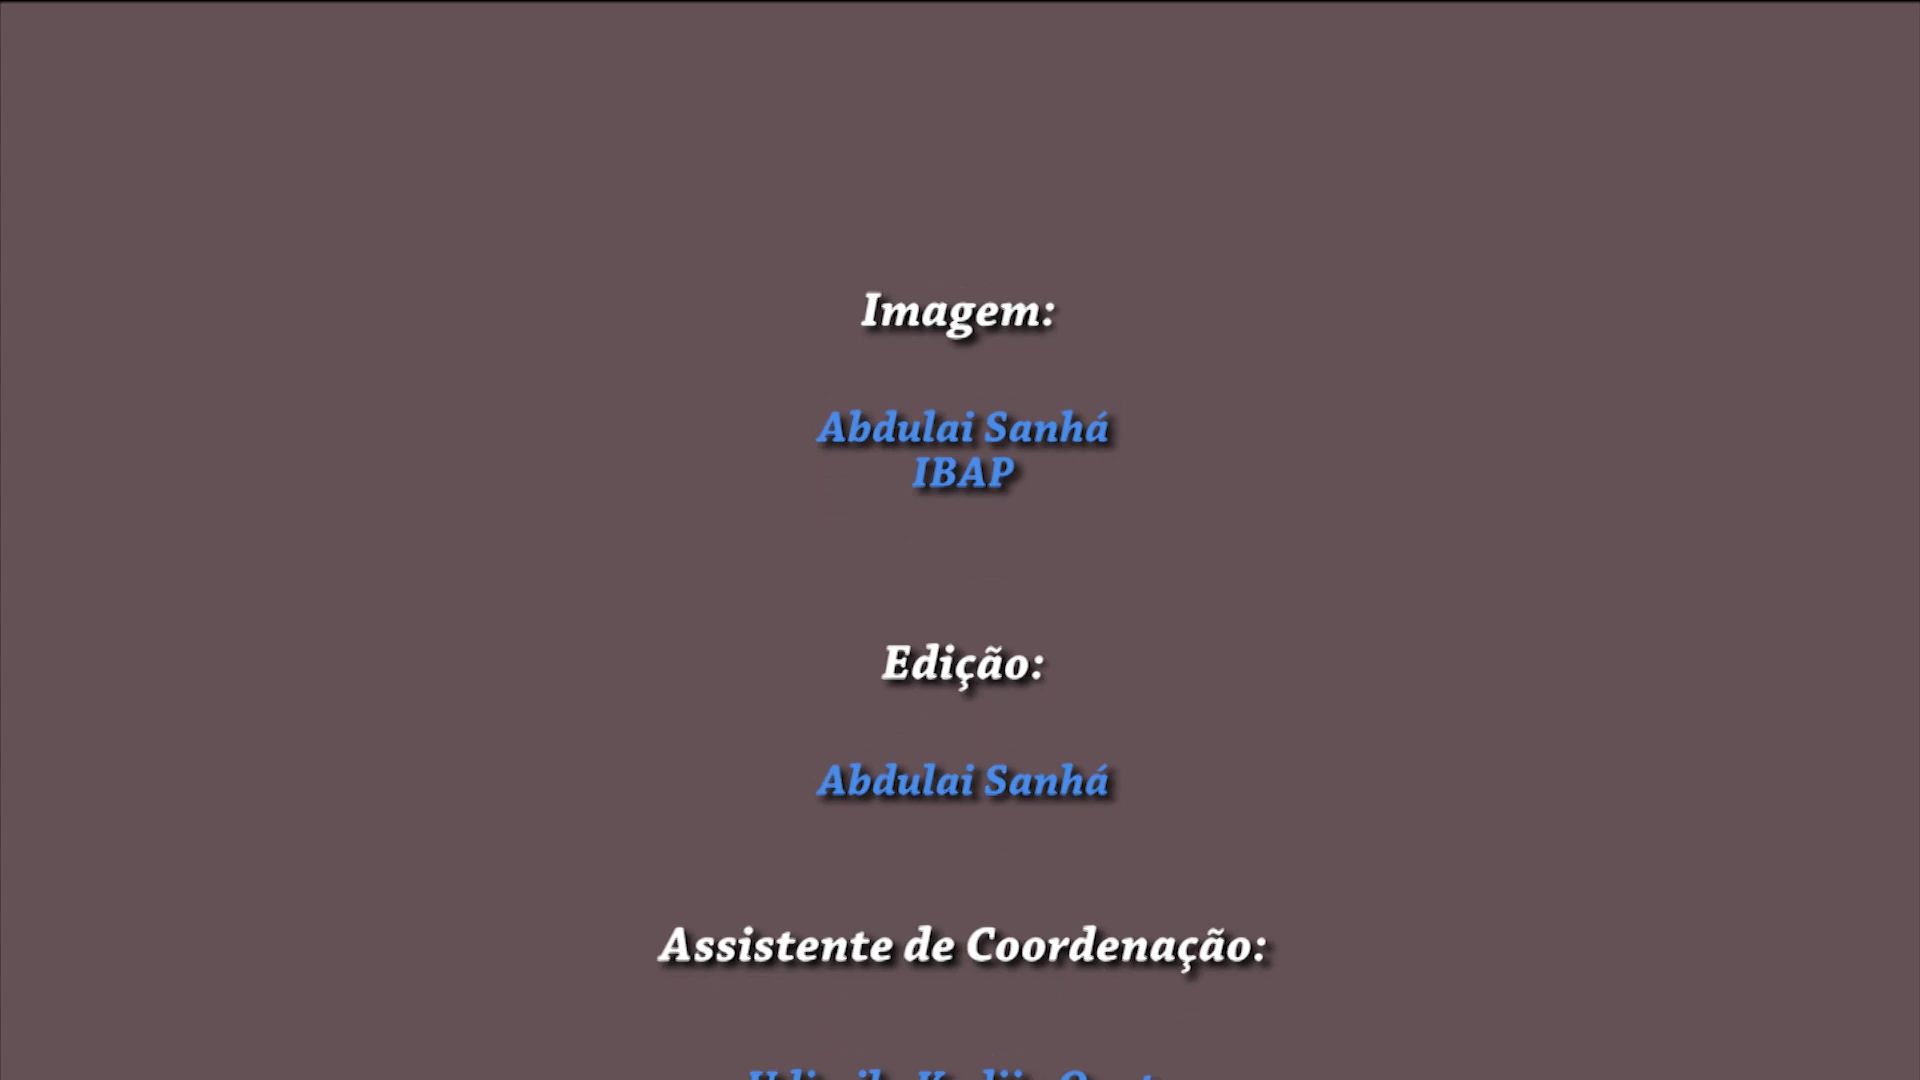 Imagem:
Abdulai Sanhá
IBAP
Edição:
Abdulai Sanhá
Assistente de Coordenação: